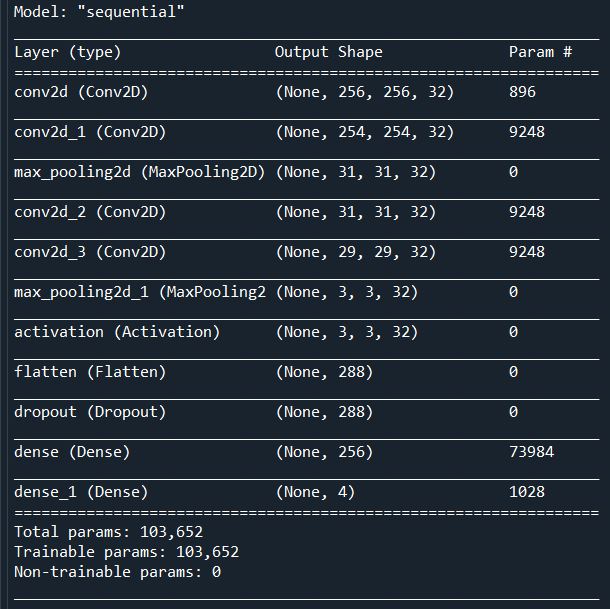 Model: "sequential"
Layer (type) Output Shape Param #
conv2d (Conv2D) (None, 256, 256, 32) 896
conv2d_1 (Conv2D) (None, 254, 254, 32) 9248
max_pooling2d (MaxPooling2D) (None, 31, 31, 32) 0
conv2d_2 (Conv2D) (None, 31, 31, 32) 9248
conv2d_3 (Conv2D) (None, 29, 29, 32) 9248
max_pooling2d_1 (MaxPooling2 (None, 3, 3, 32) 0
activation (Activation) (None, 3, 3, 32) 0
flatten (Flatten) (None, 288) 0
dropout (Dropout) (None, 288) 0
dense (Dense) (None, 256) 73984
dense_1 (Dense) (None, 4) 1028
Total params: 103,652
Trainable params: 103,652
Non-trainable params: 0